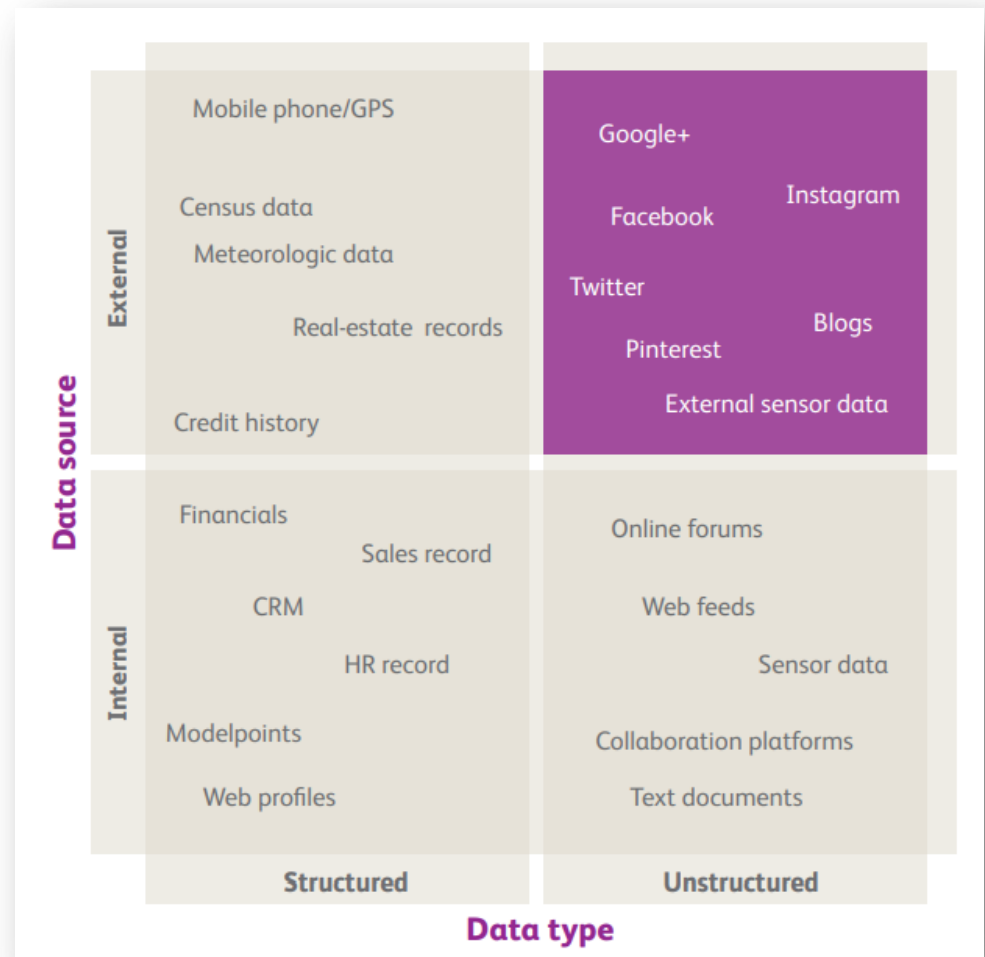 Mobile phone/GPS
Census data
Meteorologic data
Real-estate records
Credit history
Google+
Instagram
Facebook
Twitter
Blogs
Pinterest
External sensor data
External
Data source
Internal
Financials
Sales record
CRM
HR record
Modelpoints
Web profiles
Online forums
Web feeds
Sensor data
Collaboration platforms
Text documents
Structured
Unstructured
Data type